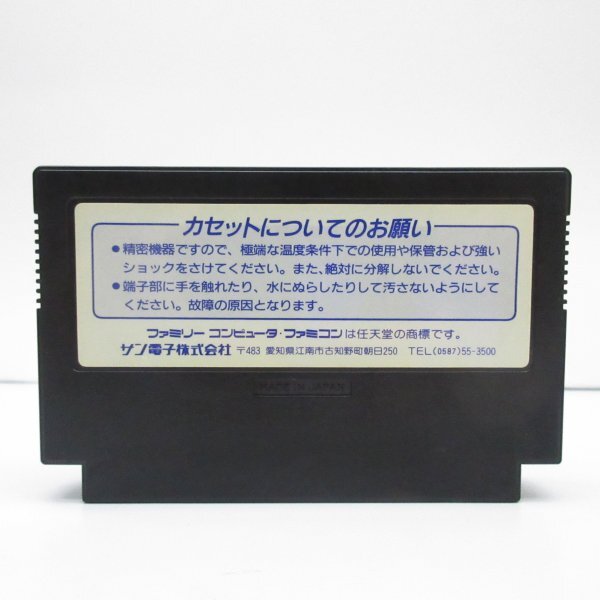 カセットについてのお願い
●精密機器ですので、極端な温度条件下での使用や保管および強い
ショックをさけてください。また、絶対に分解しないでください。
●端子部に手を触れたり、水にぬらしたりして汚さないようにして
ください。故障の原因となります。
ファミリー コンピュータ・ファミコンは任天堂の商標です。
サン電子株式会社 〒483 愛知県江南市古知野町朝日250 TEL(0587)55-3500
MADE IN JAPAN